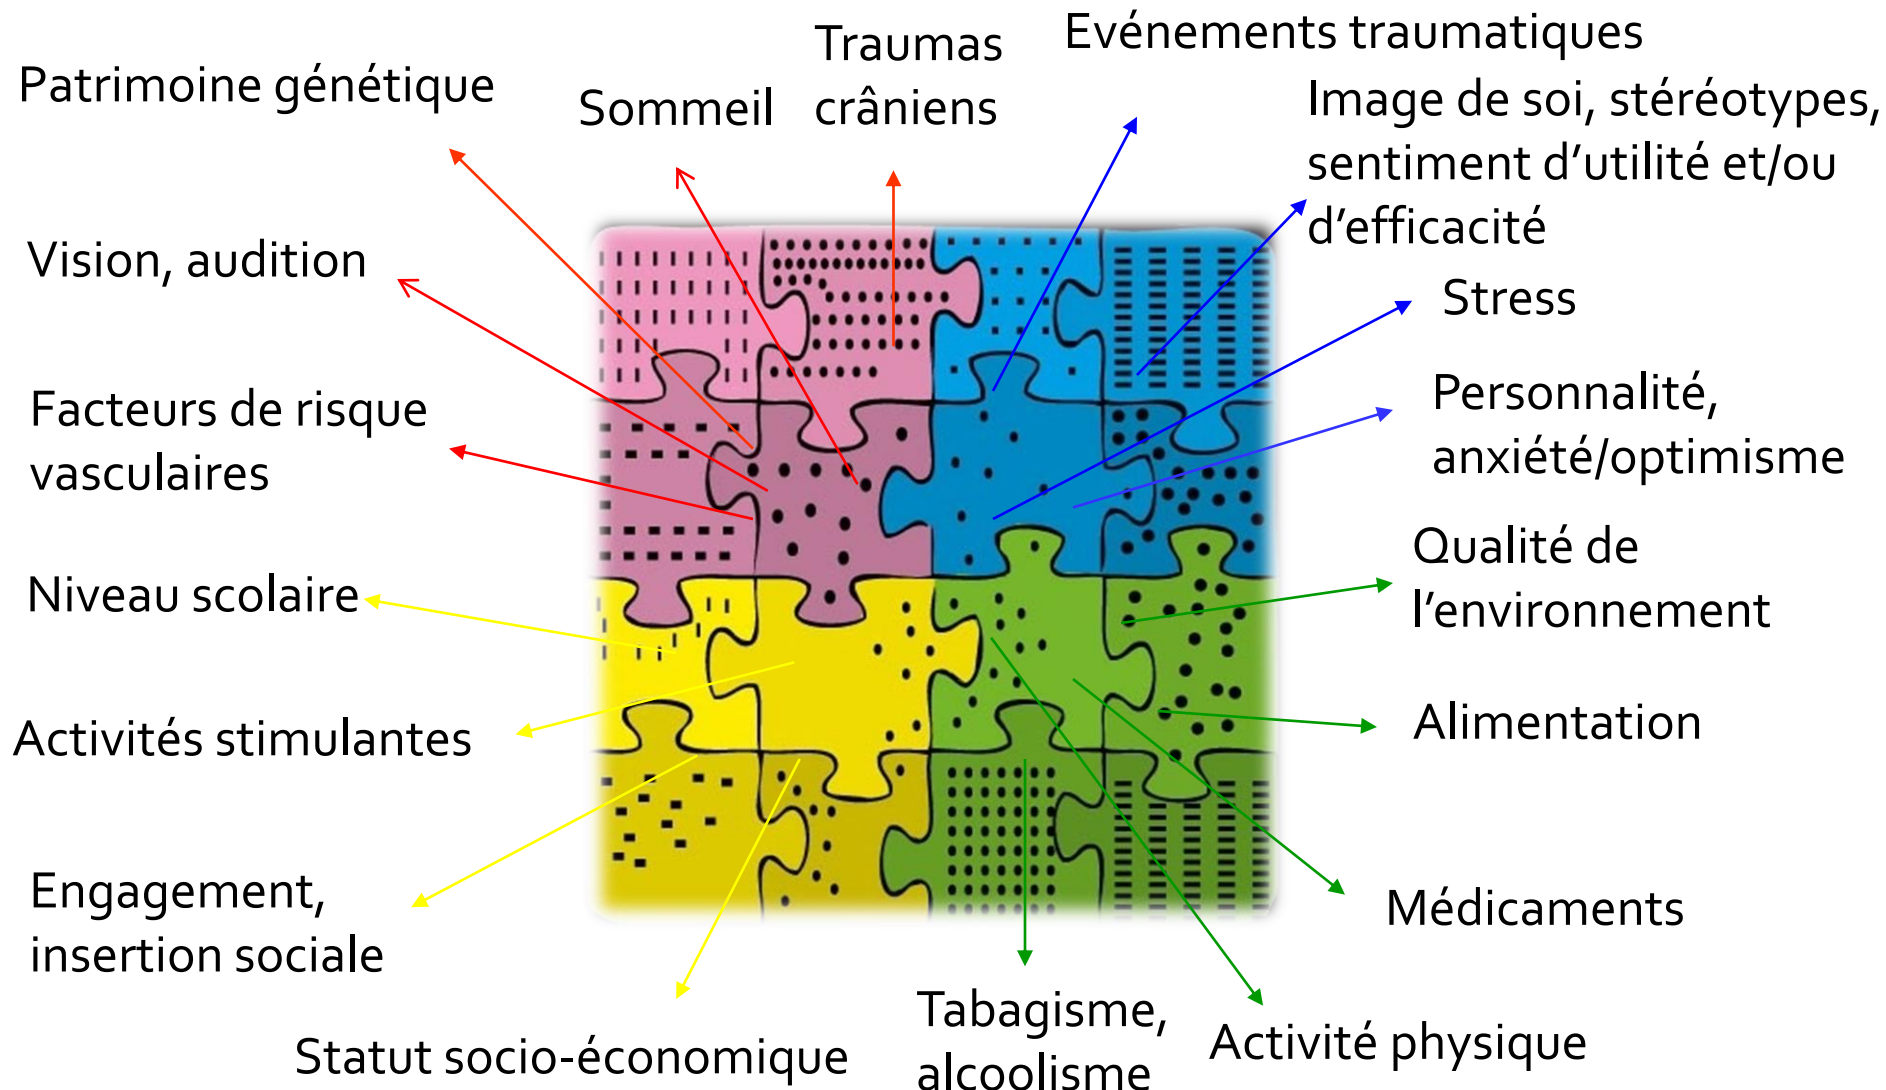 Patrimoine génétique
Sommeil
Traumas
crâniens
Evénements traumatiques
Image de soi, stéréotypes,
sentiment d’utilité et/ou
d’efficacité
Vision, audition
Stress
Facteurs de risque
vasculaires
Personnalité,
anxiété/optimisme
Niveau scolaire
Qualité de
l’environnement
Activités stimulantes
Alimentation
Engagement,
insertion sociale
Médicaments
Statut socio-économique
Tabagisme,
alcoolisme
Activité physique